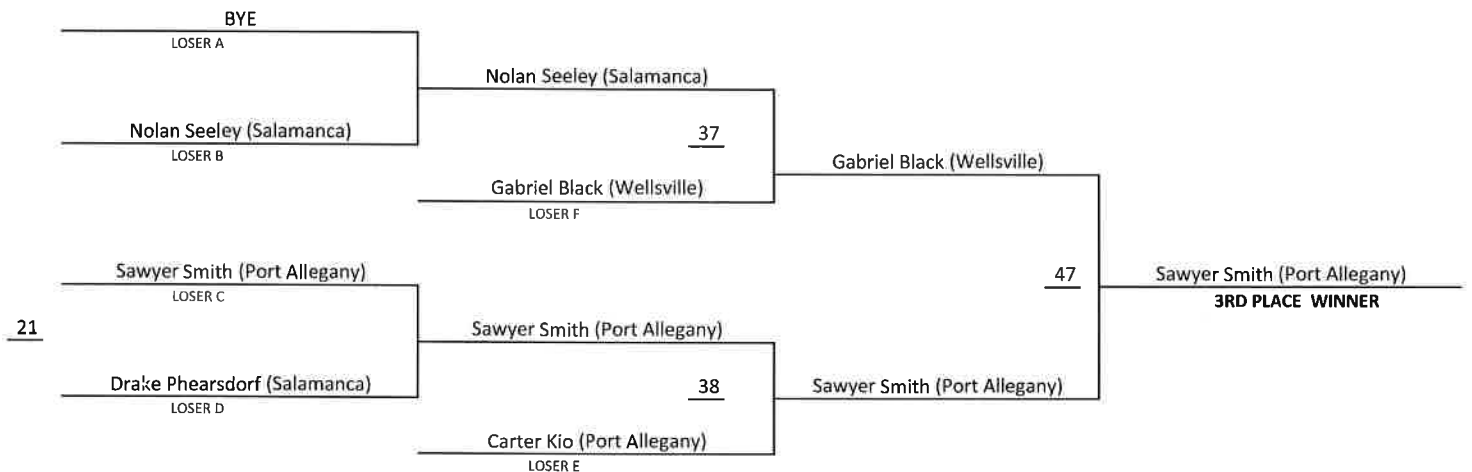 BYE
LOSER A
Nolan Seeley (Salamanca)
Nolan Seeley (Salamanca)
LOSER B
37
Gabriel Black (Wellsville)
Gabriel Black (Wellsville)
LOSER F
Sawyer Smith (Port Allegany)
LOSER C
47
Sawyer Smith (Port Allegany)
3RD PLACE WINNER
21
Sawyer Smith (Port Allegany)
Drake Phearsdorf (Salamanca)
LOSER D
38
Sawyer Smith (Port Allegany)
Carter Kio (Port Allegany)
LOSER E